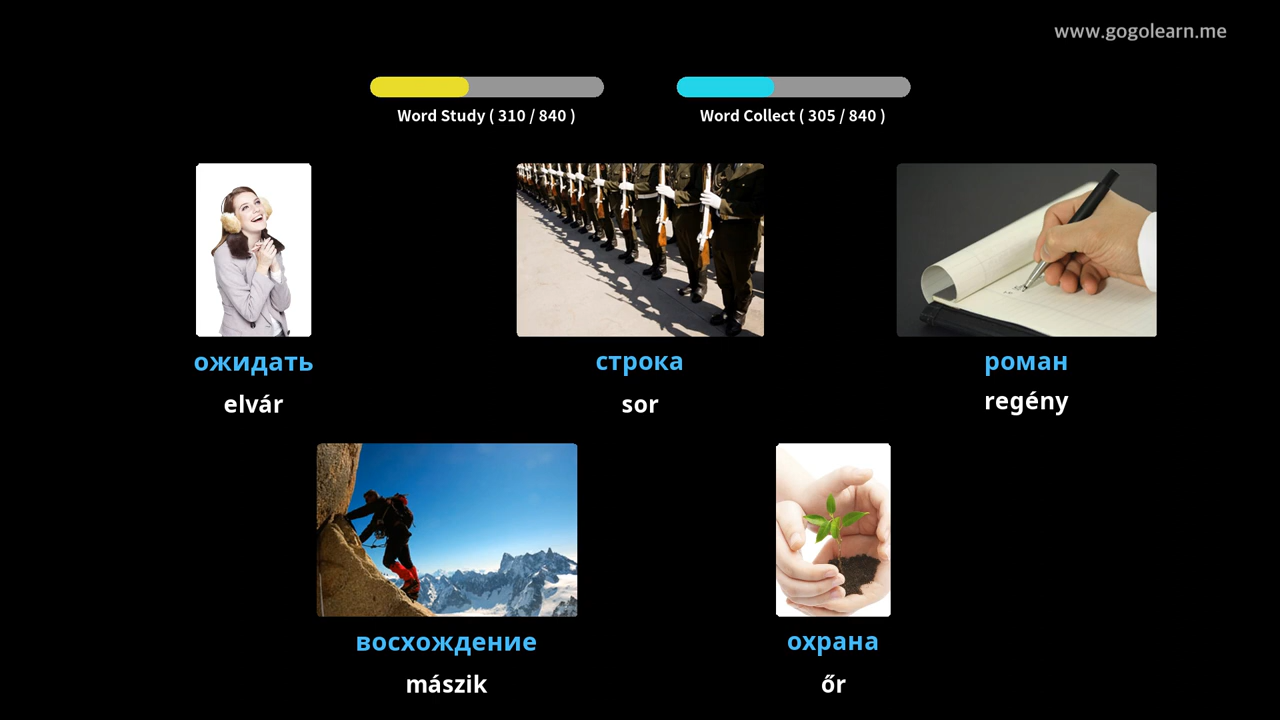 www.gogolearn.me
Word Study ( 310 / 840 )
Word Collect ( 305 / 840 )
ожидать
elvár
строка
sor
роман
regény
восхождение
mászik
охрана
őr